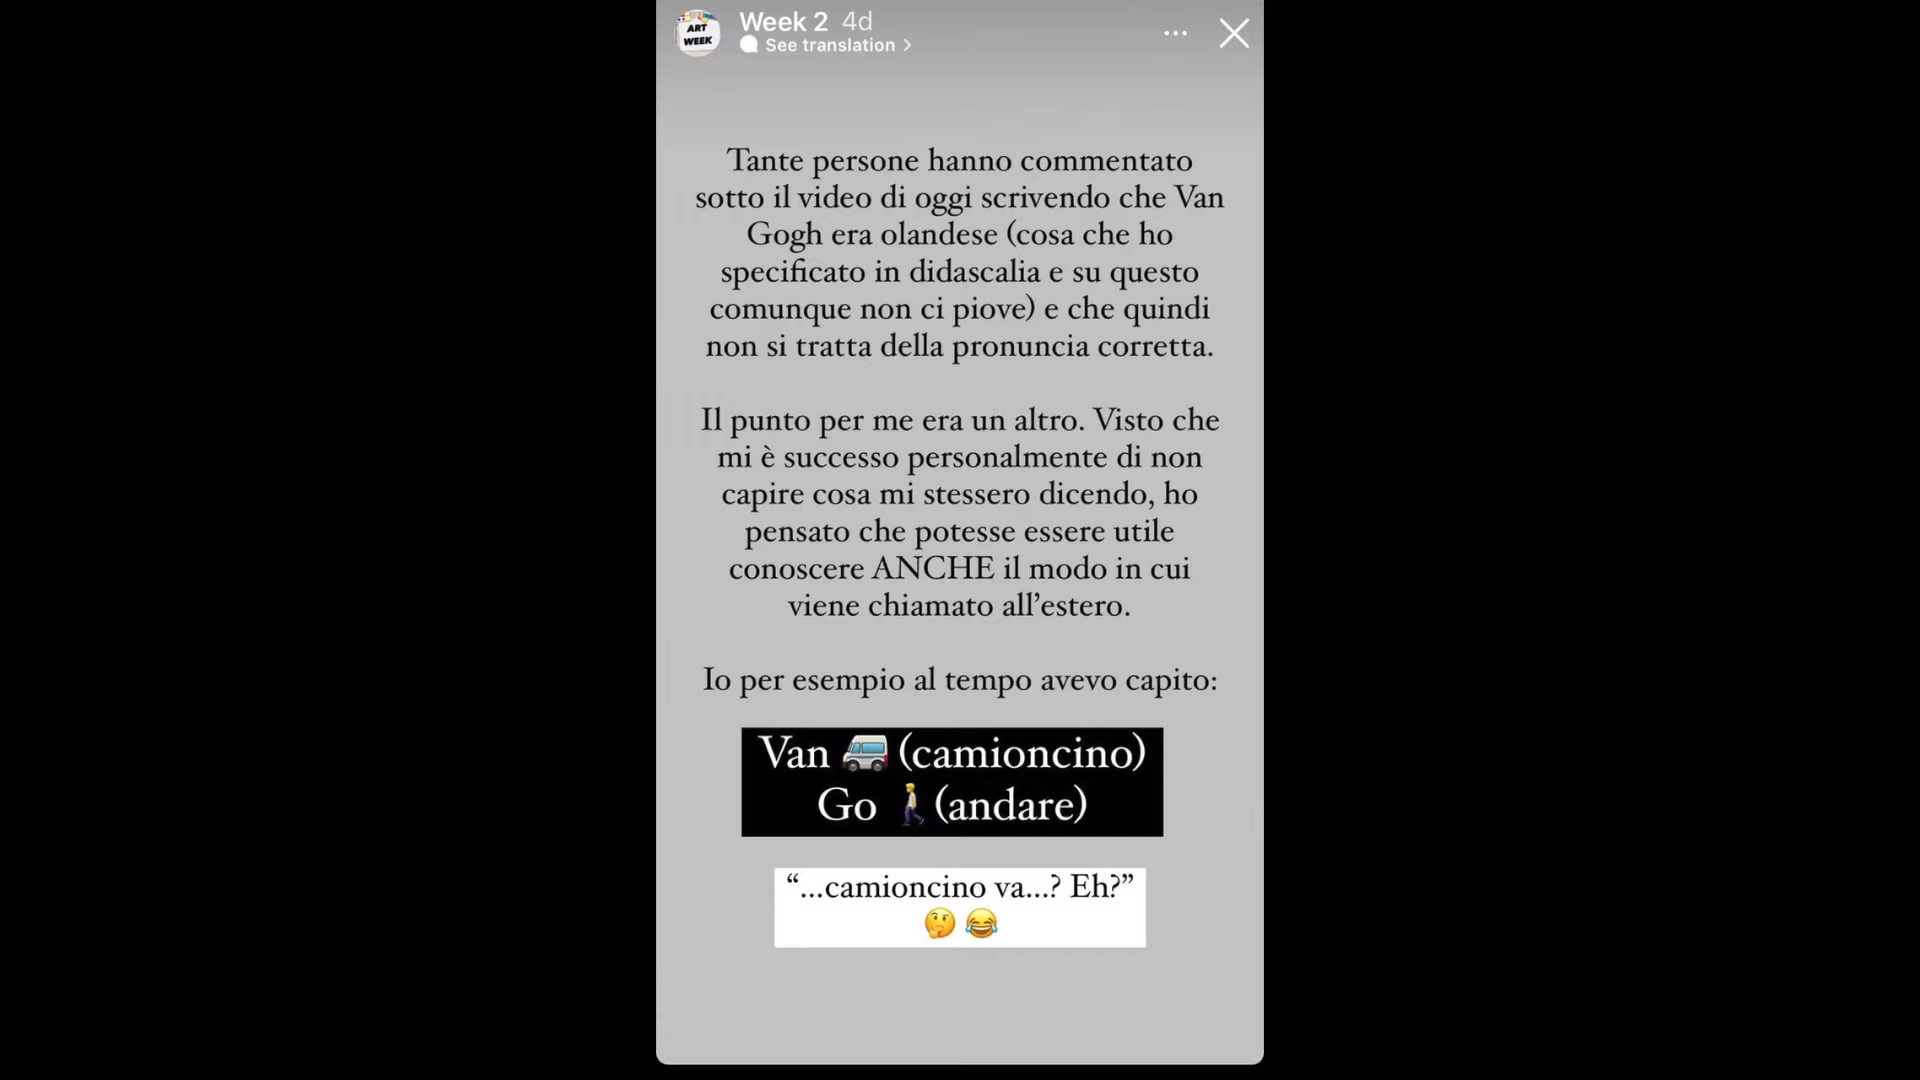 ART
WEEK
Week 2 4d
See translation >
Tante persone hanno commentato
sotto il video di oggi scrivendo che Van
Gogh era olandese (cosa che ho
specificato in didascalia e su questo
comunque non ci piove) e che quindi
non si tratta della pronuncia corretta.
Il punto per me era un altro. Visto che
mi è successo personalmente di non
capire cosa mi stessero dicendo, ho
pensato che potesse essere utile
conoscere ANCHE il modo in cui
viene chiamato all’estero.
Io per esempio al tempo avevo capito:
Van 🚐 (camioncino)
Go 🚶 (andare)
“...camioncino va...? Eh?”
🤔 😂